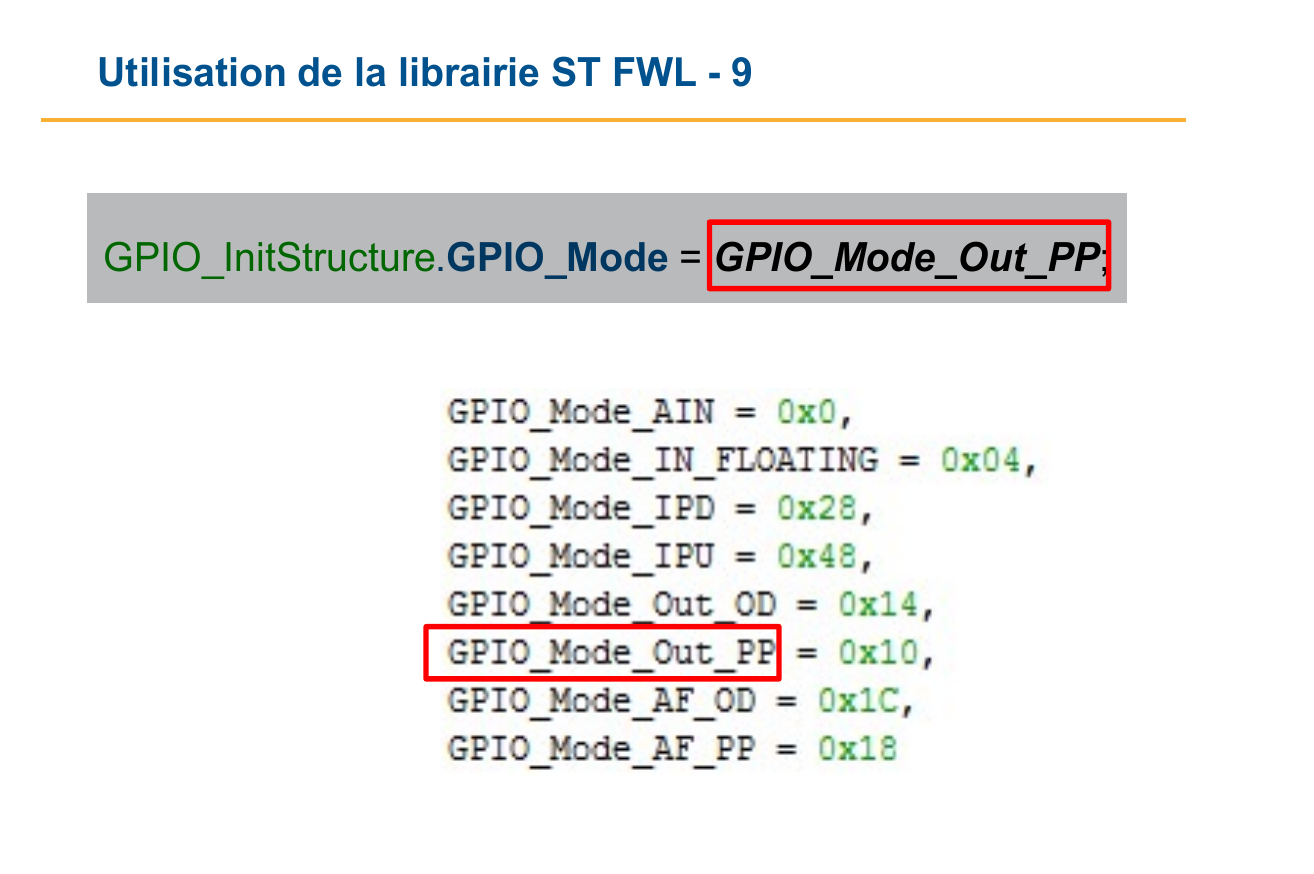 Utilisation de la librairie ST FWL - 9
GPIO_InitStructure.GPIO_Mode = GPIO_Mode_Out_PP;
GPIO_Mode_AIN = 0x0,
GPIO_Mode_IN_FLOATING = 0x04,
GPIO_Mode_IPD = 0x28,
GPIO_Mode_IPU = 0x48,
GPIO_Mode_Out_OD = 0x14,
GPIO_Mode_Out_PP = 0x10,
GPIO_Mode_AF_OD = 0x1C,
GPIO_Mode_AF_PP = 0x18